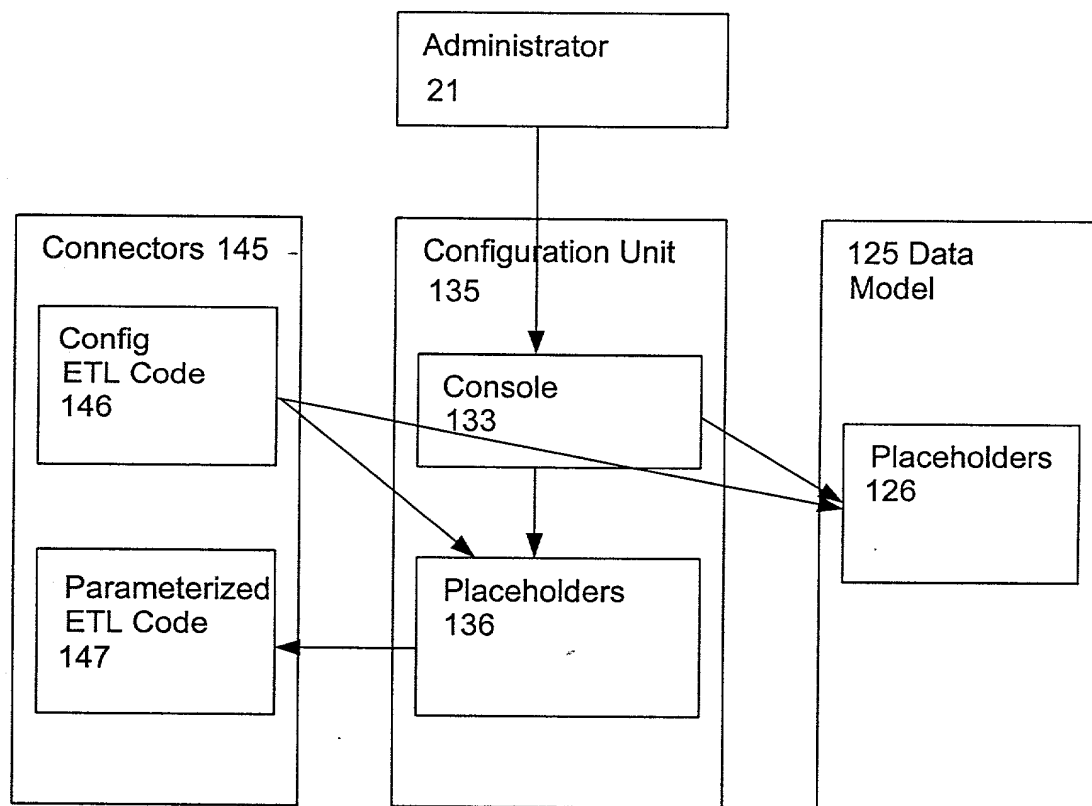 Administrator
21
Connectors 145
Config
ETL Code
146
Parameterized
ETL Code
147
Configuration Unit
135
Console
133
Placeholders
136
125 Data
Model
Placeholders
126